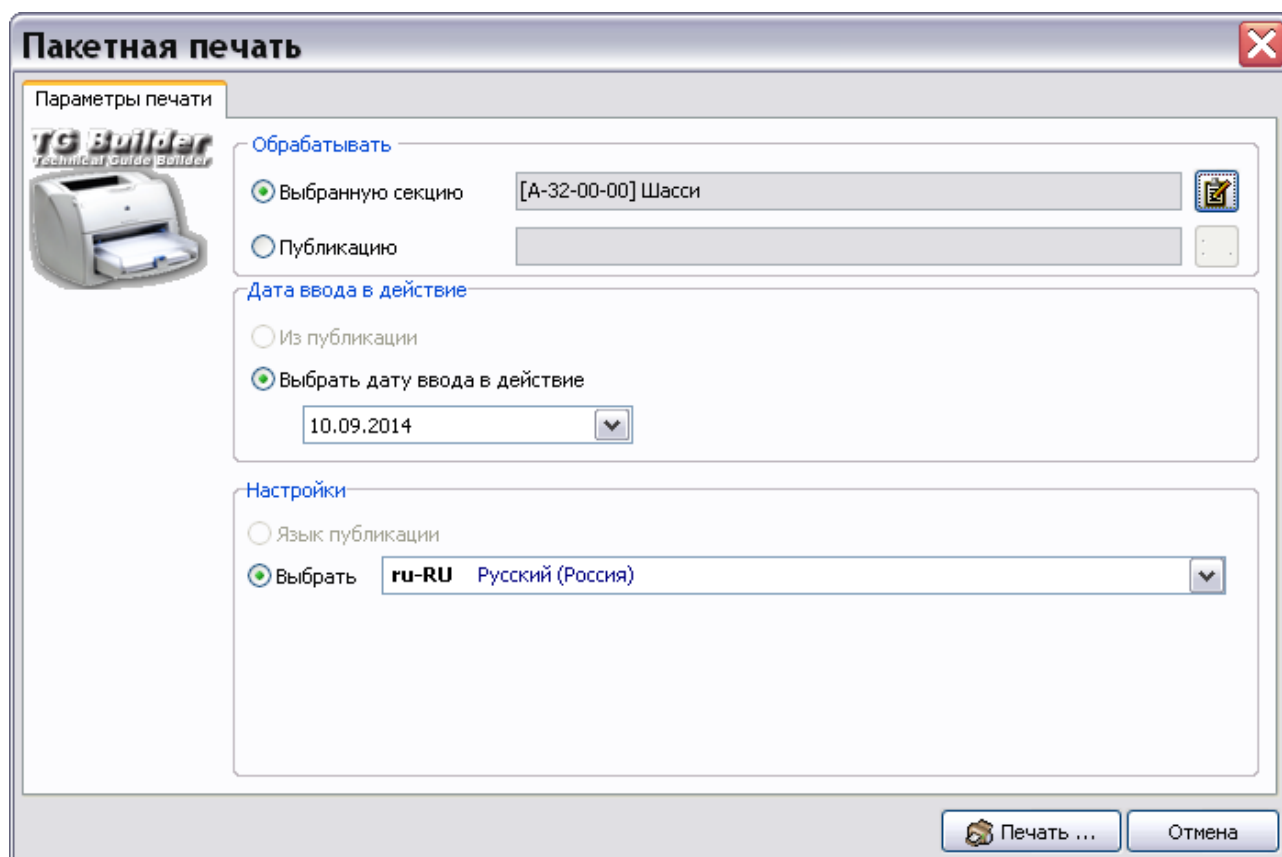 Пакетная печать
Параметры печати
TG Builder
Technical Guide Builder
Обрабатывать
Выбранную секцию
[A-32-00-00] Шасси
Публикацию
Дата ввода в действие
Из публикации
Выбрать дату ввода в действие
10.09.2014
Настройки
Язык публикации
Выбрать
ru-RU Русский (Россия)
Печать ...
Отмена